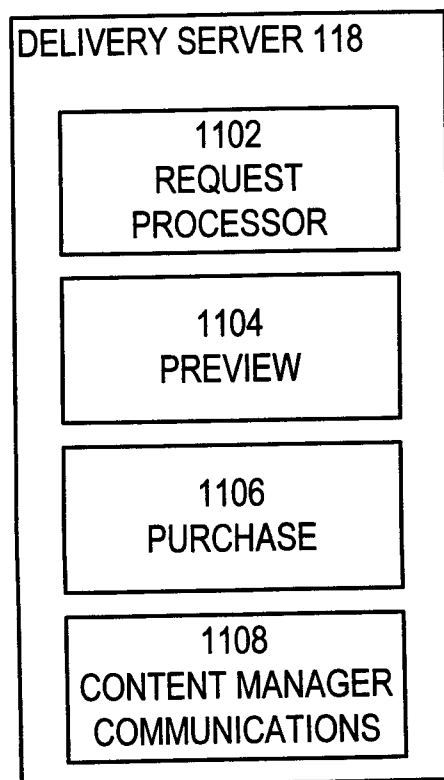 DELIVERY SERVER 118
1102
REQUEST
PROCESSOR
1104
PREVIEW
1106
PURCHASE
1108
CONTENT MANAGER
COMMUNICATIONS